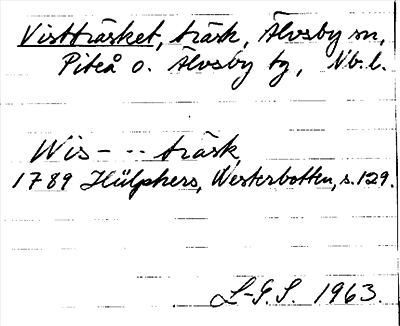 Vistträsket, träsk, Älvsby sn,
Piteå o. Älvsby tg, Nb. l.
Wis- -- träsk,
1789 Hülphers, Westerbotten, s. 129.
L-G.S. 1963.